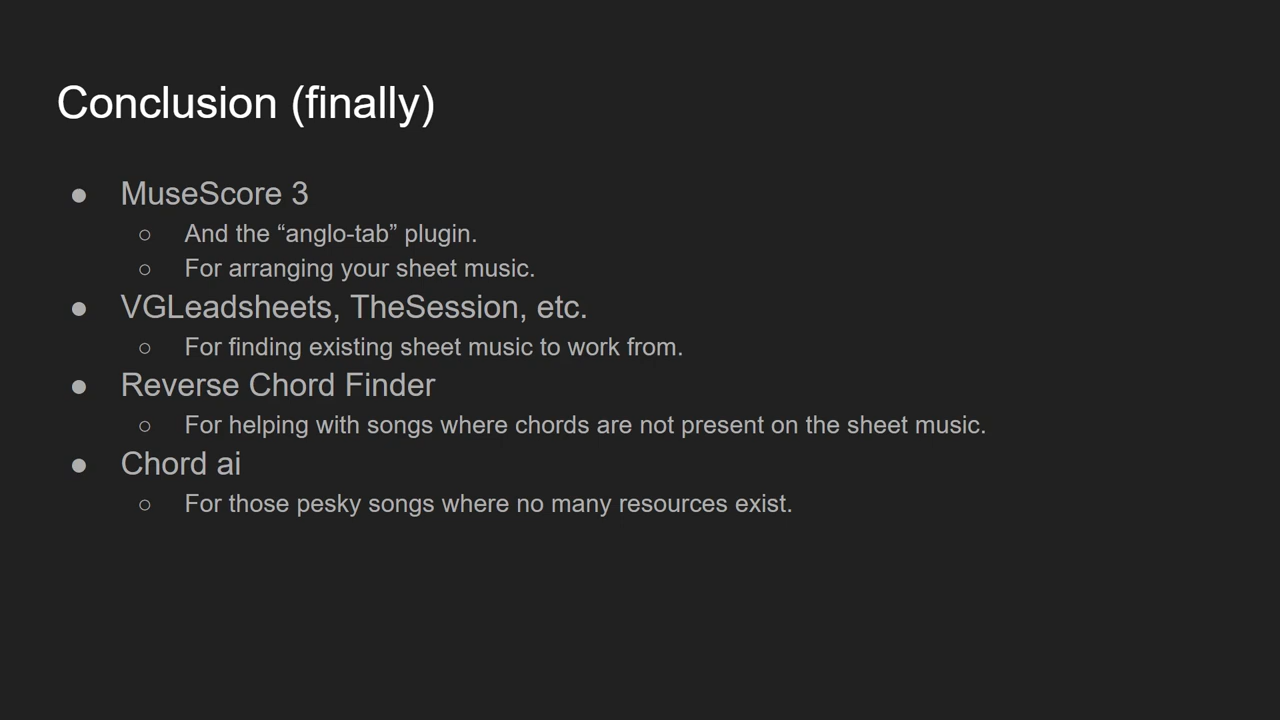 Conclusion (finally)
● MuseScore 3
○ And the “anglo-tab” plugin.
○ For arranging your sheet music.
● VGLeadsheets, TheSession, etc.
○ For finding existing sheet music to work from.
● Reverse Chord Finder
○ For helping with songs where chords are not present on the sheet music.
● Chord ai
○ For those pesky songs where no many resources exist.